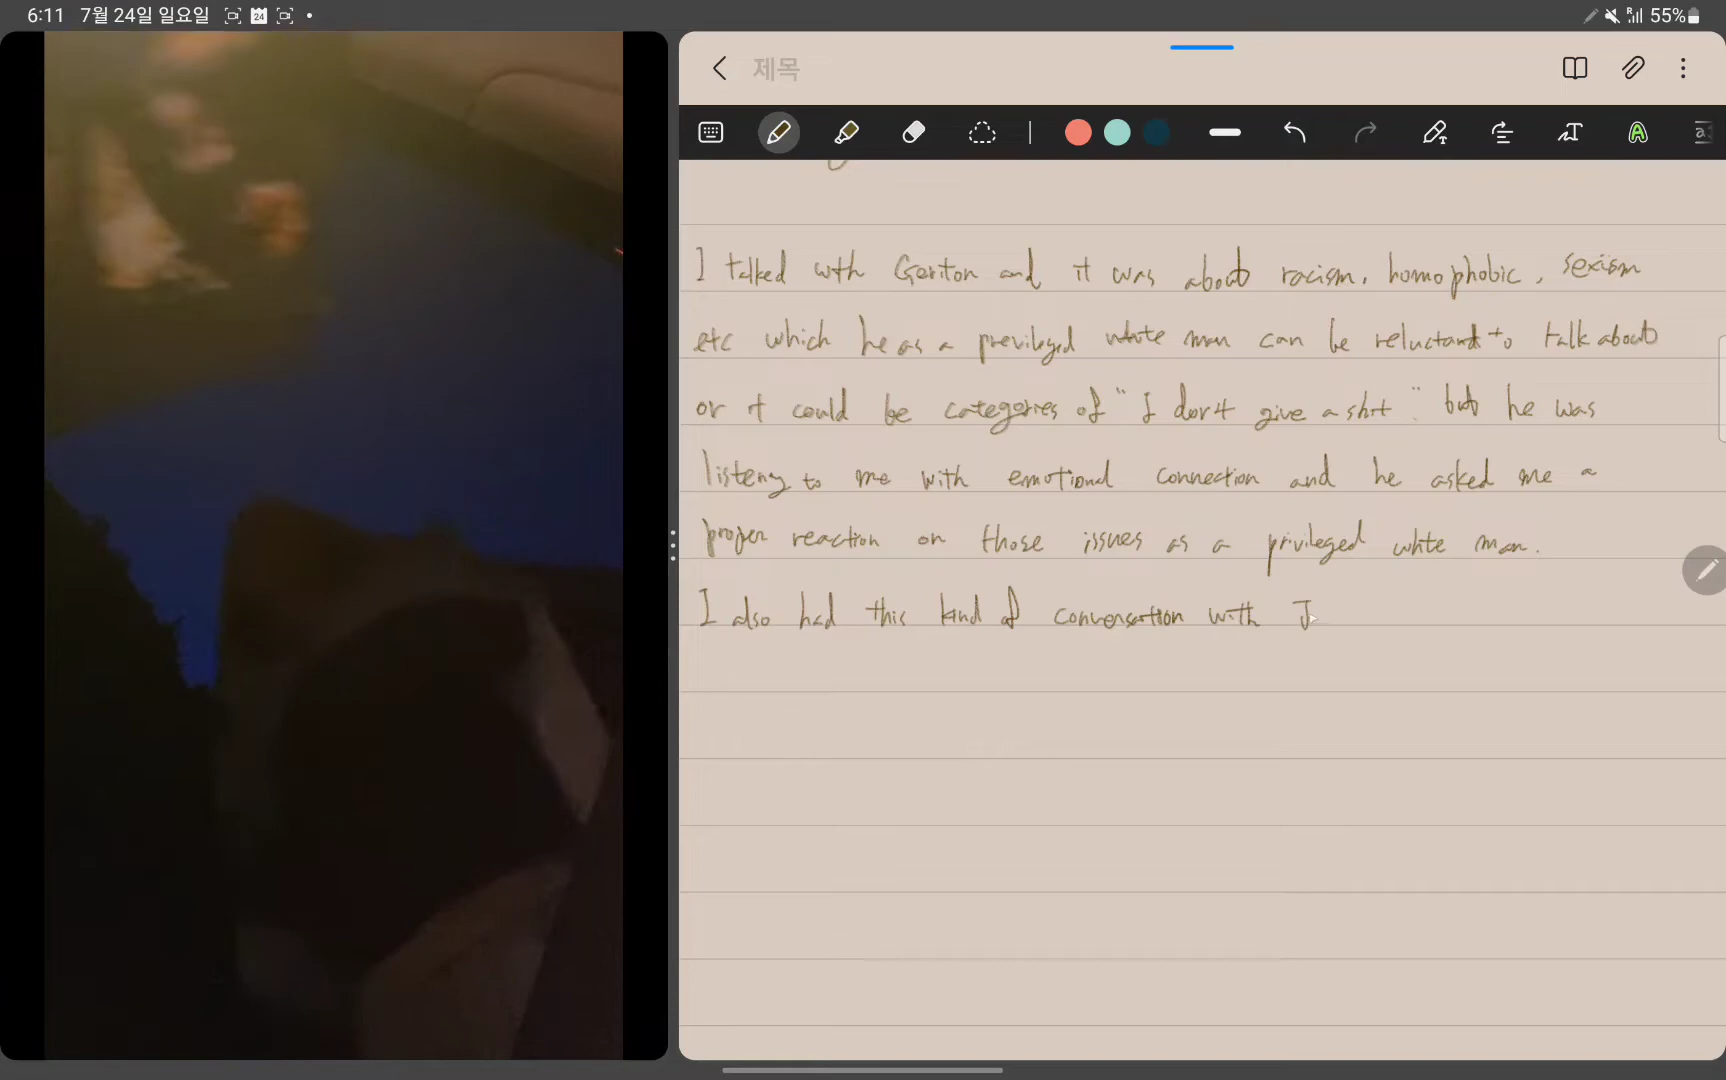 6:11 7월 24일 일요일 24 R 55%
제목
A a
I talked with Geriton and it was about racism, homophobic, sexism
etc which he as a previleged white man can be reluctant to talk about
or it could be categories of "I don't give a shit". but he was
listeng to me with emotional connection and he asked me a
proper reaction on those issues as a privileged white man.
I also had this kind of conversation with J